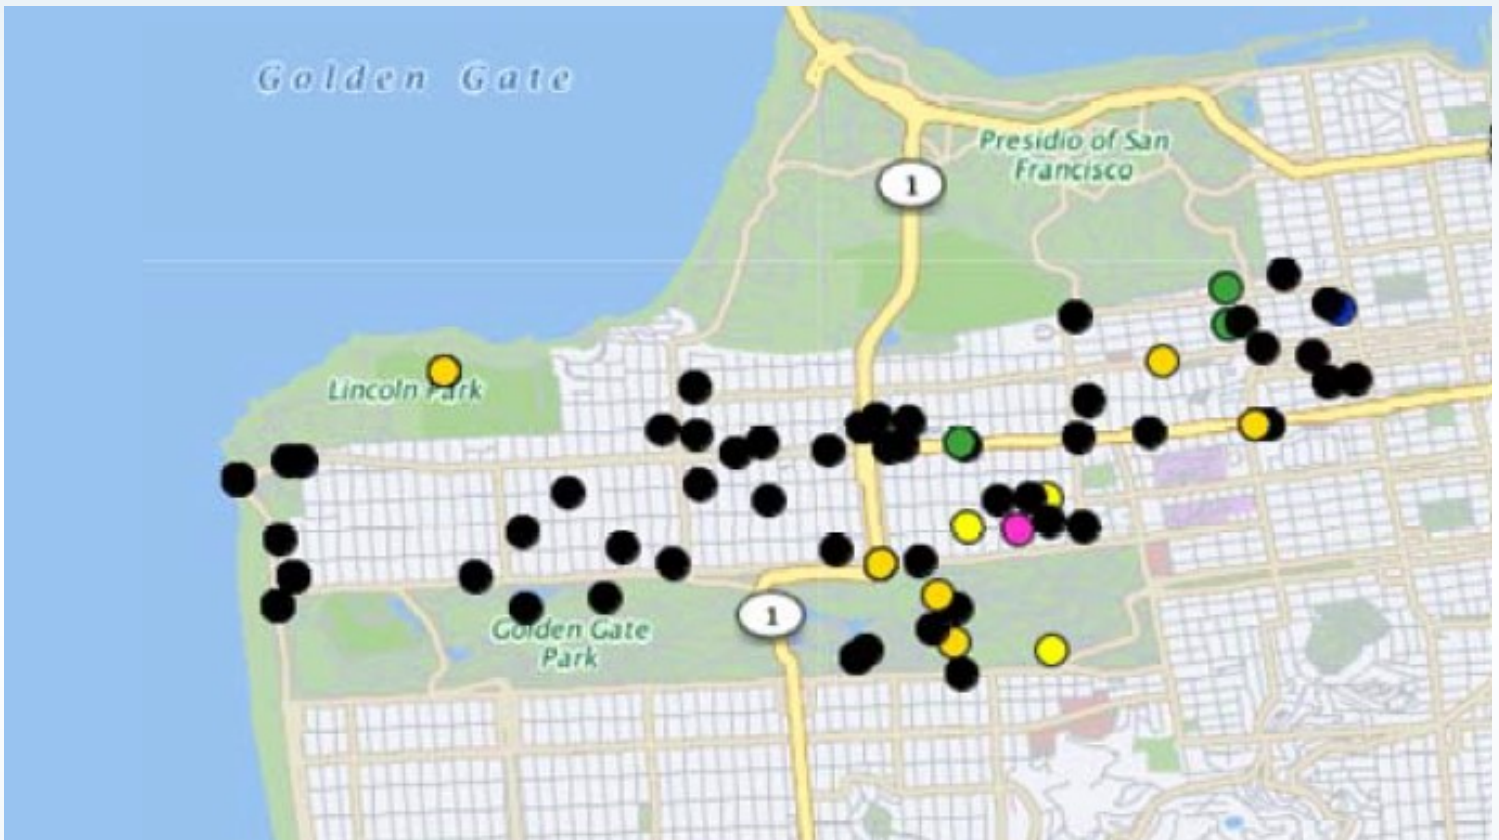 Golden Gate
Presidio of San
Francisco
1
Lincoln Park
1
Golden Gate
Park